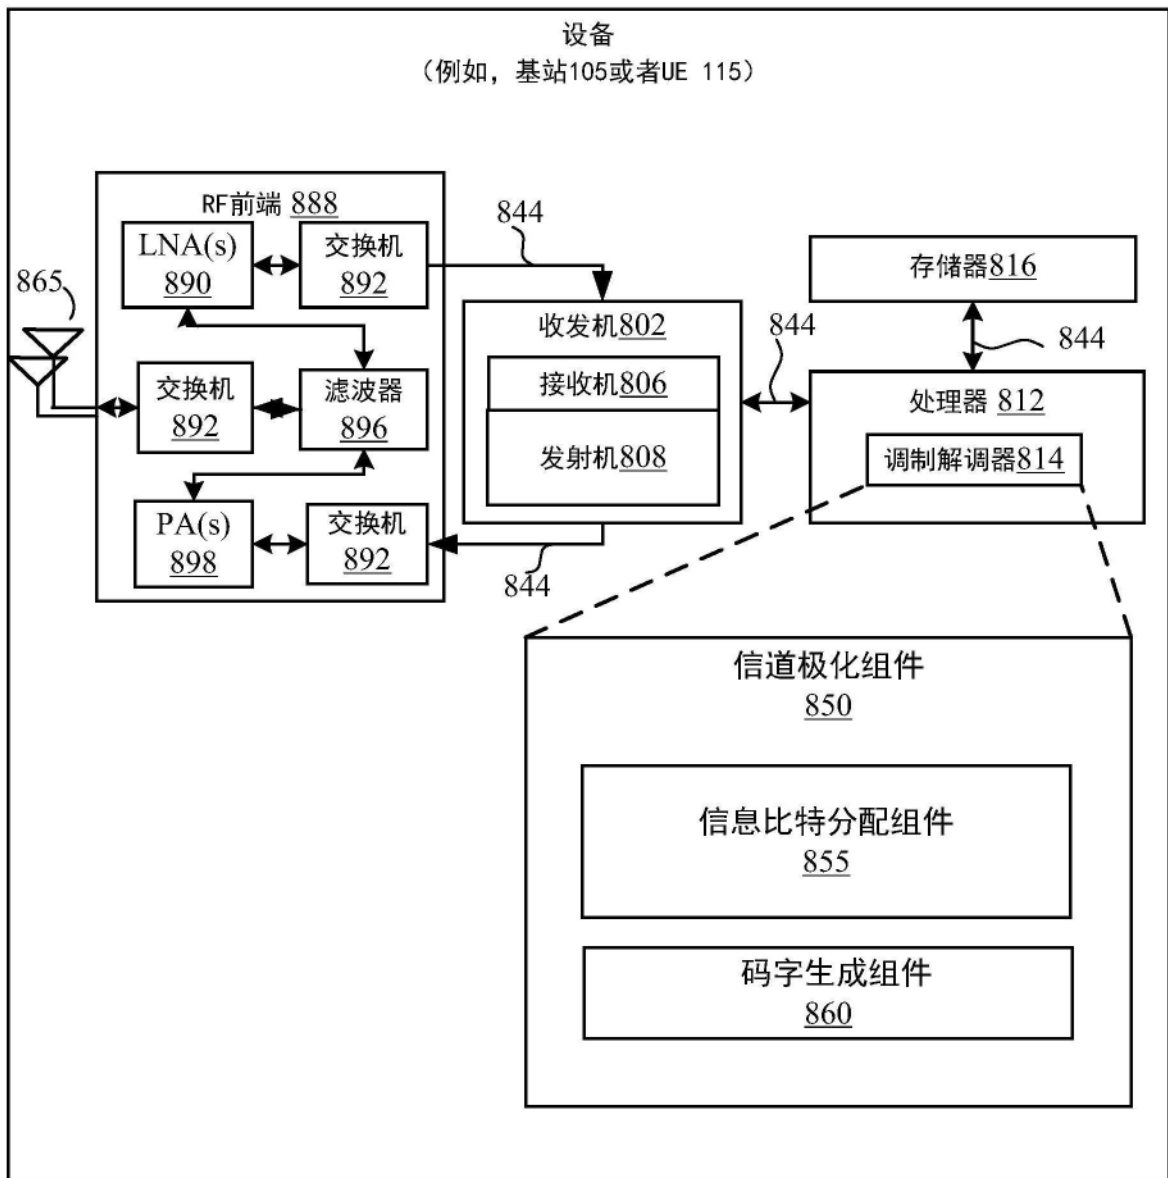 设备
（例如，基站105或者UE 115）
RF前端 888
LNA(s)
890
交换机
892
844
865
交换机
892
滤波器
896
PA(s)
898
交换机
892
844
收发机802
接收机806
发射机808
844
存储器816
844
处理器 812
调制解调器814
信道极化组件
850
信息比特分配组件
855
码字生成组件
860